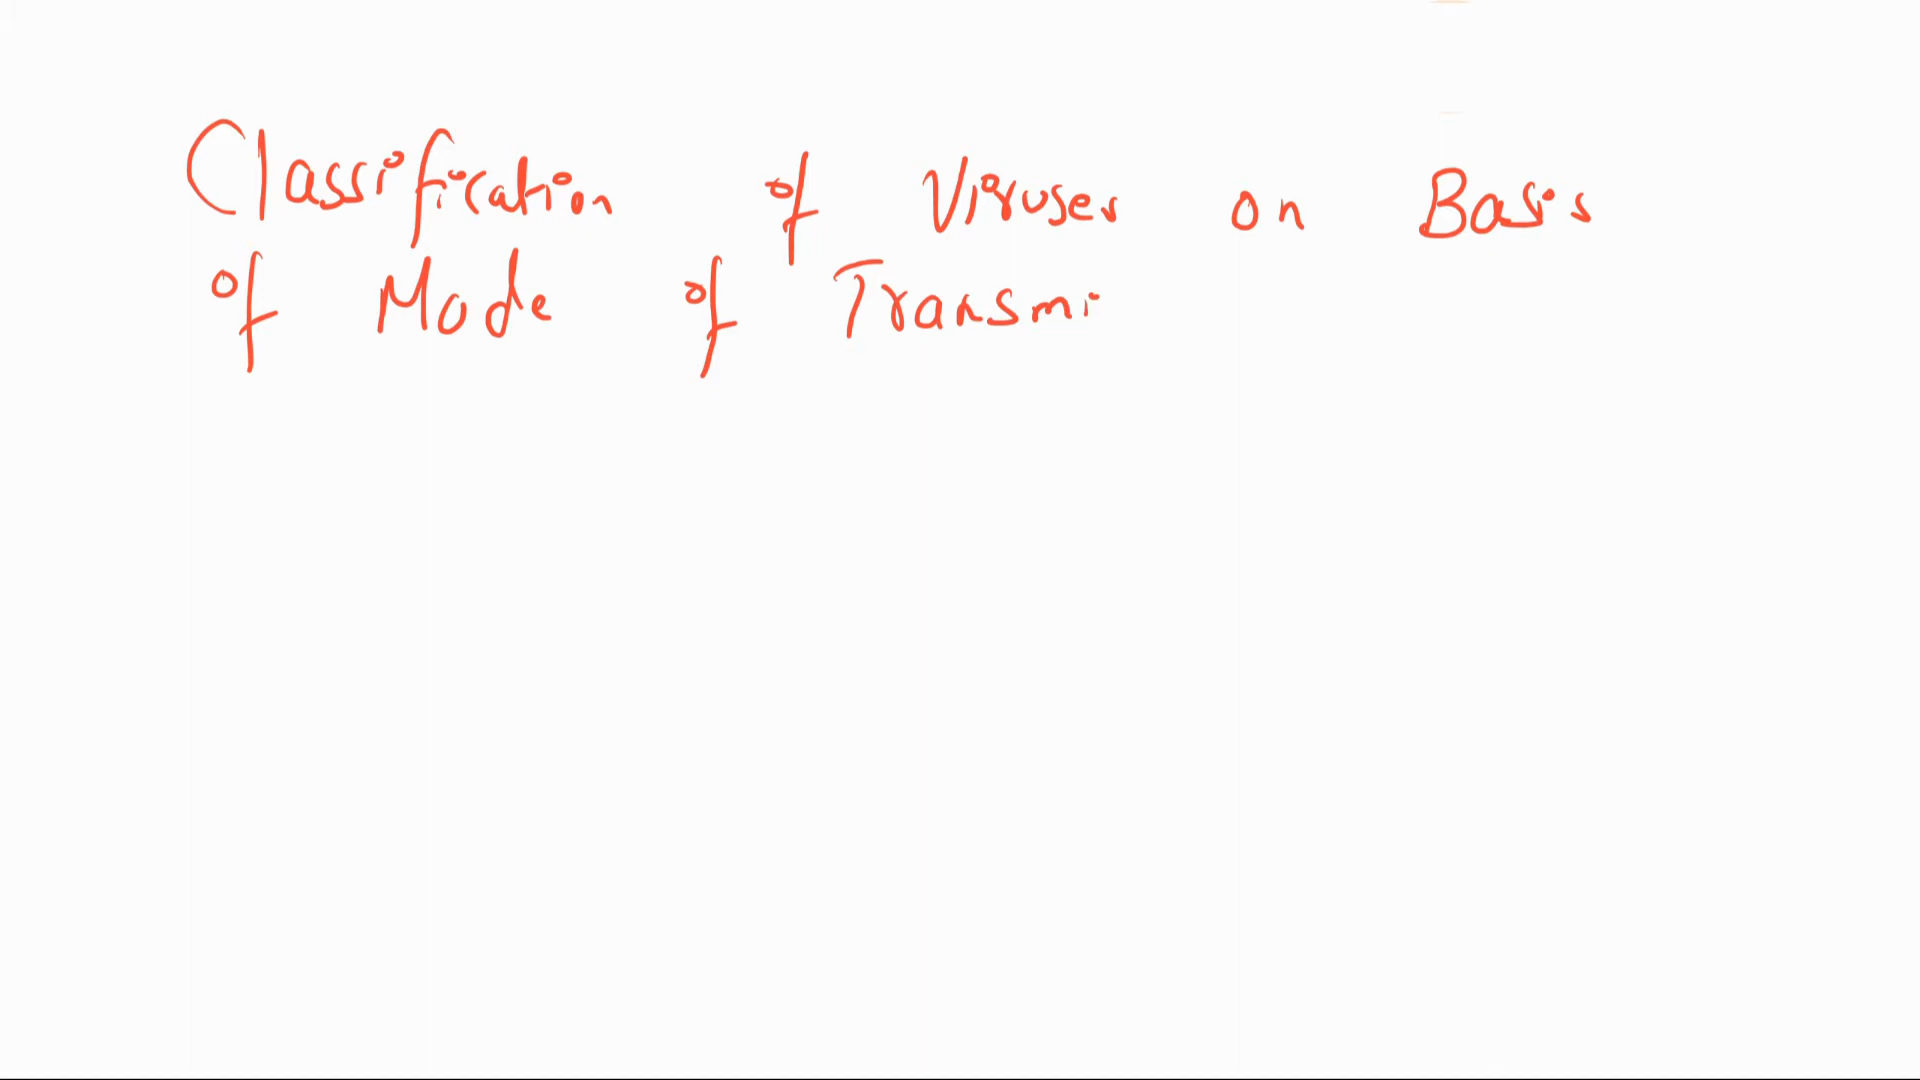 Classification of Viruses on Basis
of Mode of Transmi